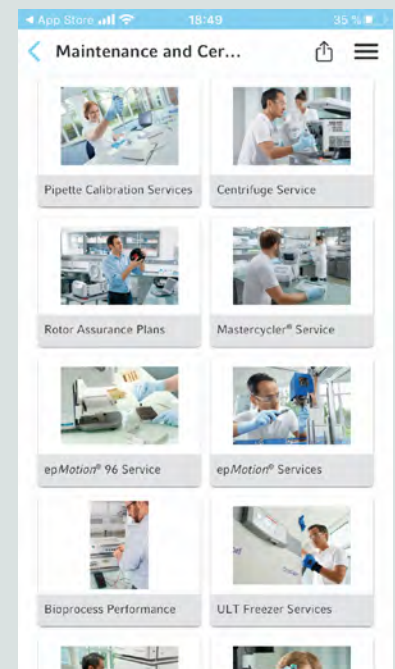 App Store 18:49 35 %
Maintenance and Cer...
Pipette Calibration Services
Centrifuge Service
Rotor Assurance Plans
Mastercycler® Service
epMotion® 96 Service
epMotion® Services
Bioprocess Performance
ULT Freezer Services